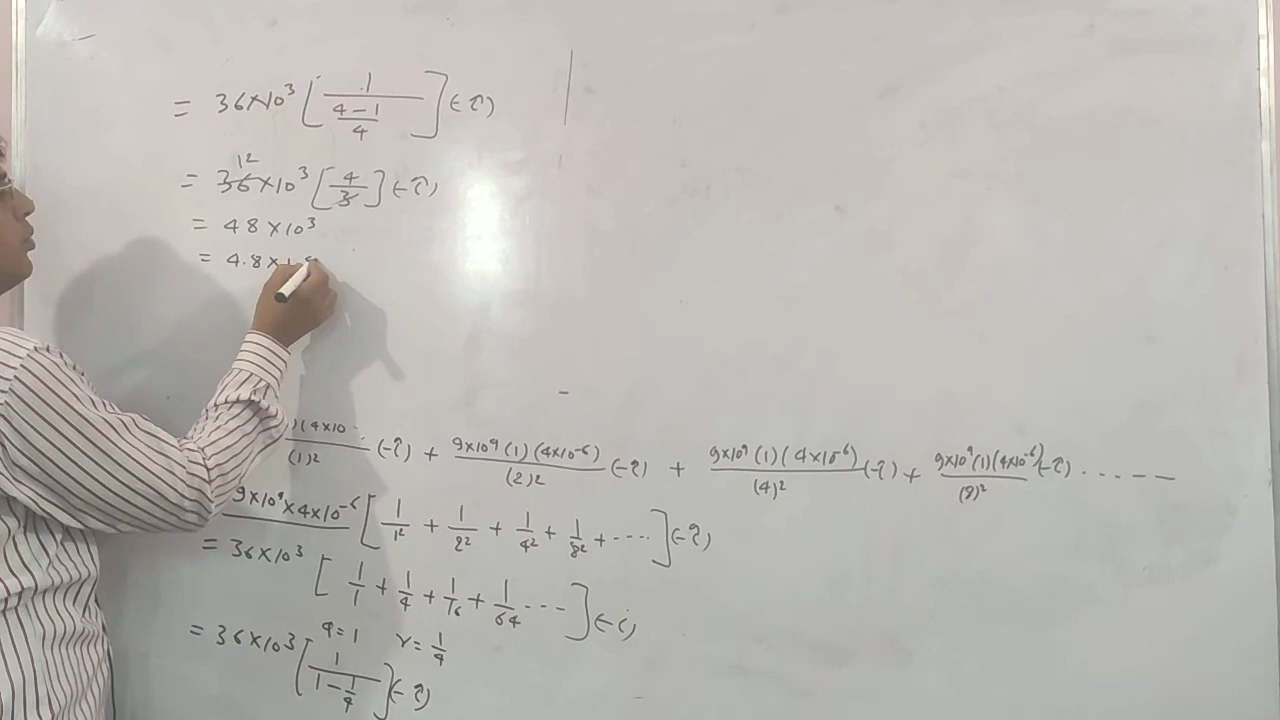 = 36×10³ [ 1 / ((4-1)/4) ] (-î)
= 36×10³ [ 4/3 ] (-î)
12
= 48×10³
= 4.8×
)(4×10 / (1)² (-î) + 9×10⁹(1)(4×10⁻⁶) / (2)² (-î) + 9×10⁹(1)(4×10⁻⁶) / (4)² (-î) + 9×10⁹(1)(4×10⁻⁶) / (8)² (-î) .....--
9×10⁹×4×10⁻⁶ [ 1/1² + 1/2² + 1/4² + 1/8² + .... ] (-î)
= 36×10³ [ 1/1 + 1/4 + 1/16 + 1/64 --- ] (-î)
a=1 r=1/4
= 36×10³ [ 1 / (1-1/4) ] (-î)